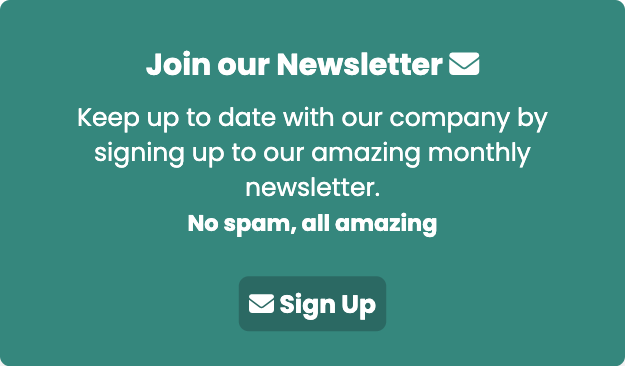 Join our Newsletter
Keep up to date with our company by
signing up to our amazing monthly
newsletter.
No spam, all amazing
Sign Up